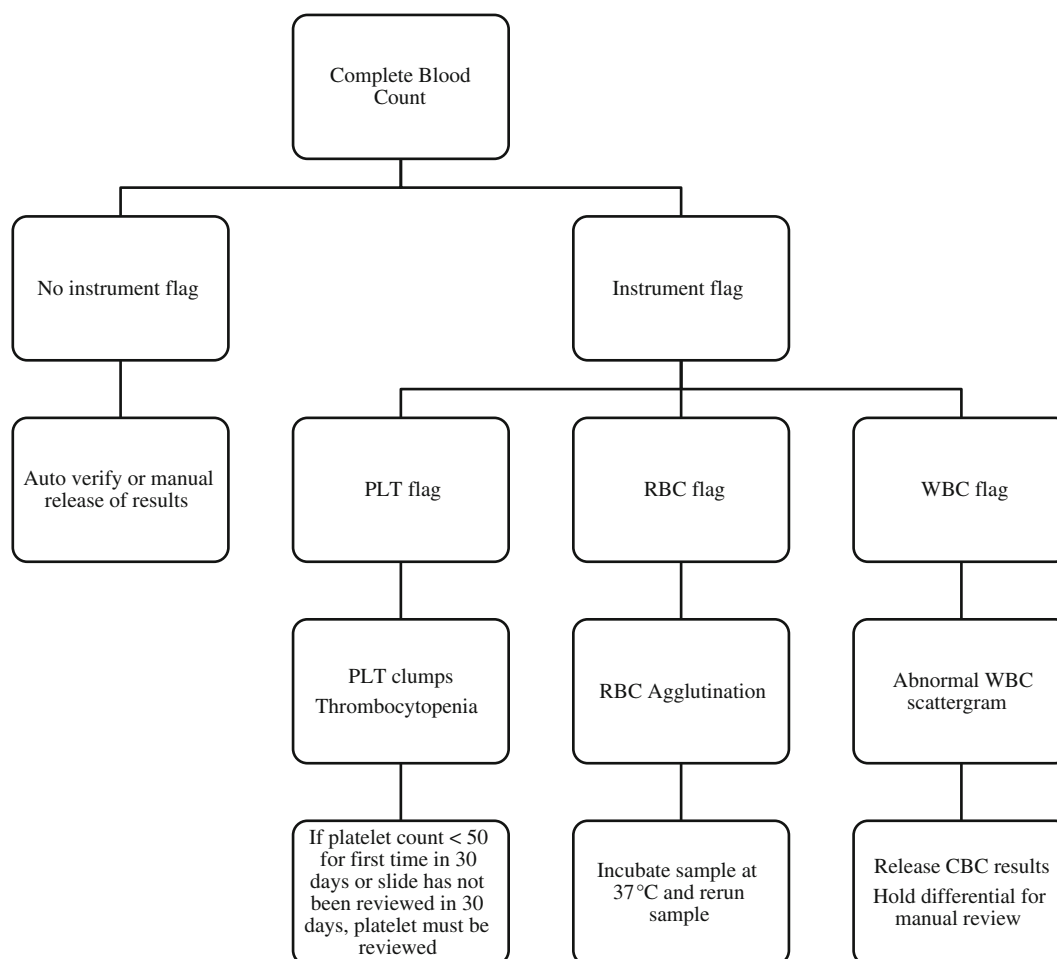 Complete Blood
Count
No instrument flag
Instrument flag
Auto verify or manual
release of results
PLT flag
RBC flag
WBC flag
PLT clumps
Thrombocytopenia
RBC Agglutination
Abnormal WBC
scattergram
If platelet count < 50
for first time in 30
days or slide has not
been reviewed in 30
days, platelet must be
reviewed
Incubate sample at
37°C and rerun
sample
Release CBC results
Hold differential for
manual review